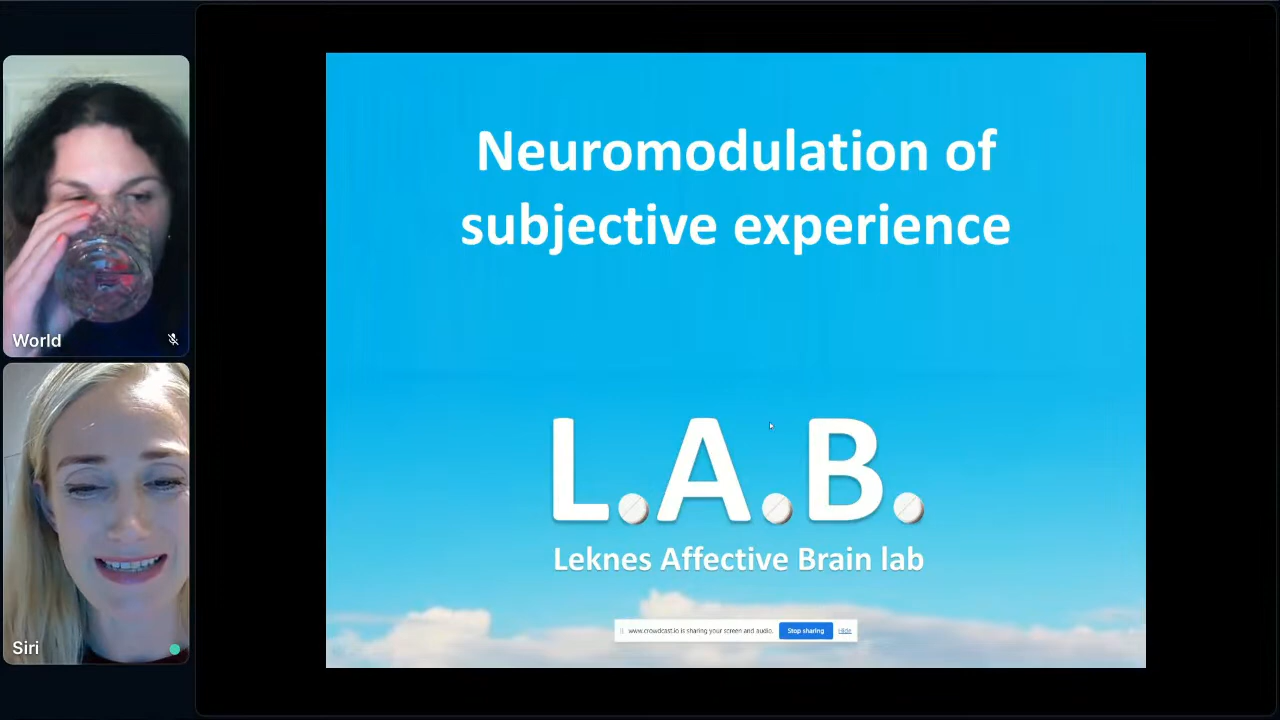 World
Siri
Neuromodulation of
subjective experience
L.A.B.
Leknes Affective Brain lab
www.crowdcast.io is sharing your screen and audio. Stop sharing Hide